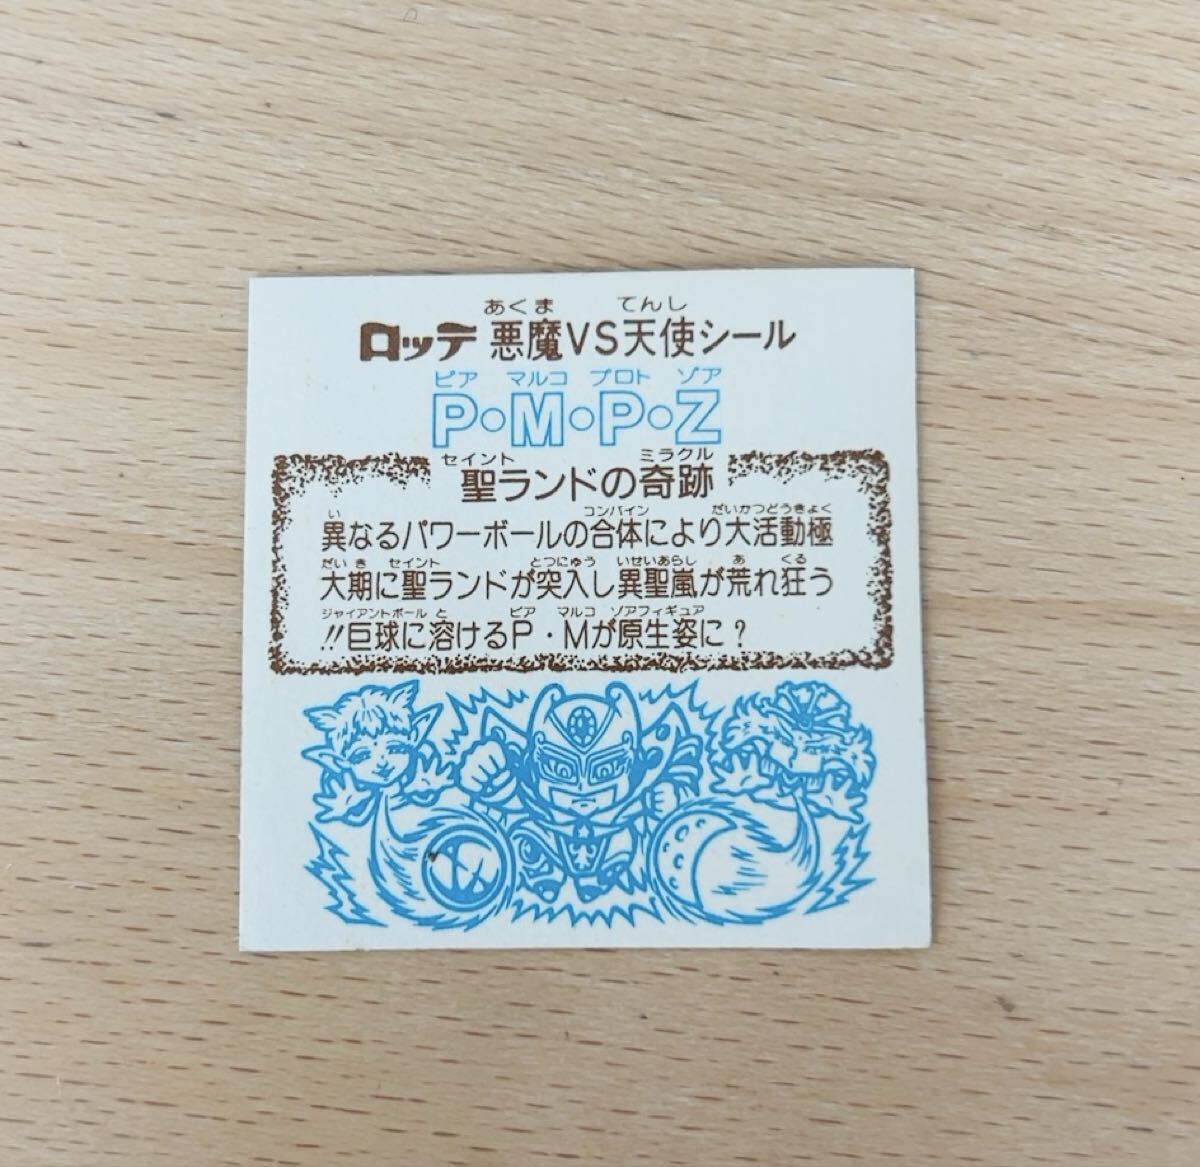 あくま てんし
ロッテ 悪魔VS天使シール
ピア マルコ プロト ゾア
P・M・P・Z
セイント ミラクル
聖ランドの奇跡
い コンバイン だいかつどうきょく
異なるパワーボールの合体により大活動極
だいき セイント とつにゅう いせいあらし あ くる
大期に聖ランドが突入し異聖嵐が荒れ狂う
ジャイアントボール と ピア マルコ ゾアフィギュア
!!巨球に溶けるP・Mが原生姿に?